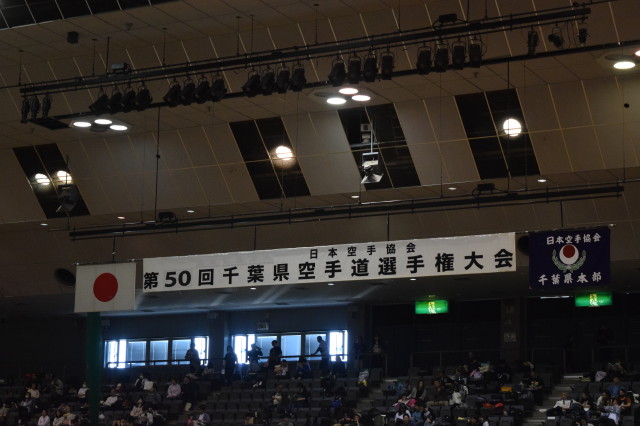 日本空手協会
第50回千葉県空手道選手権大会
日本空手協会
千葉県本部